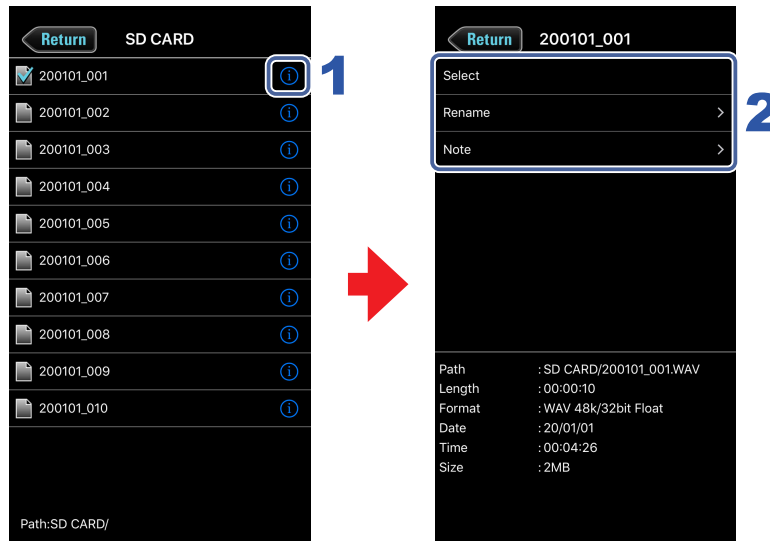 Return SD CARD
200101_001
200101_002
200101_003
200101_004
200101_005
200101_006
200101_007
200101_008
200101_009
200101_010
Path:SD CARD/
1
Return 200101_001
Select
Rename >
Note >
2
Path : SD CARD/200101_001.WAV
Length : 00:00:10
Format : WAV 48k/32bit Float
Date : 20/01/01
Time : 00:04:26
Size : 2MB